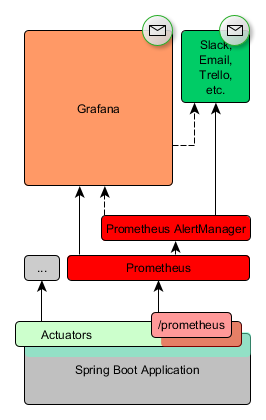 Slack,
Email,
Trello,
etc.
Grafana
Prometheus AlertManager
...
Prometheus
/prometheus
Actuators
Spring Boot Application